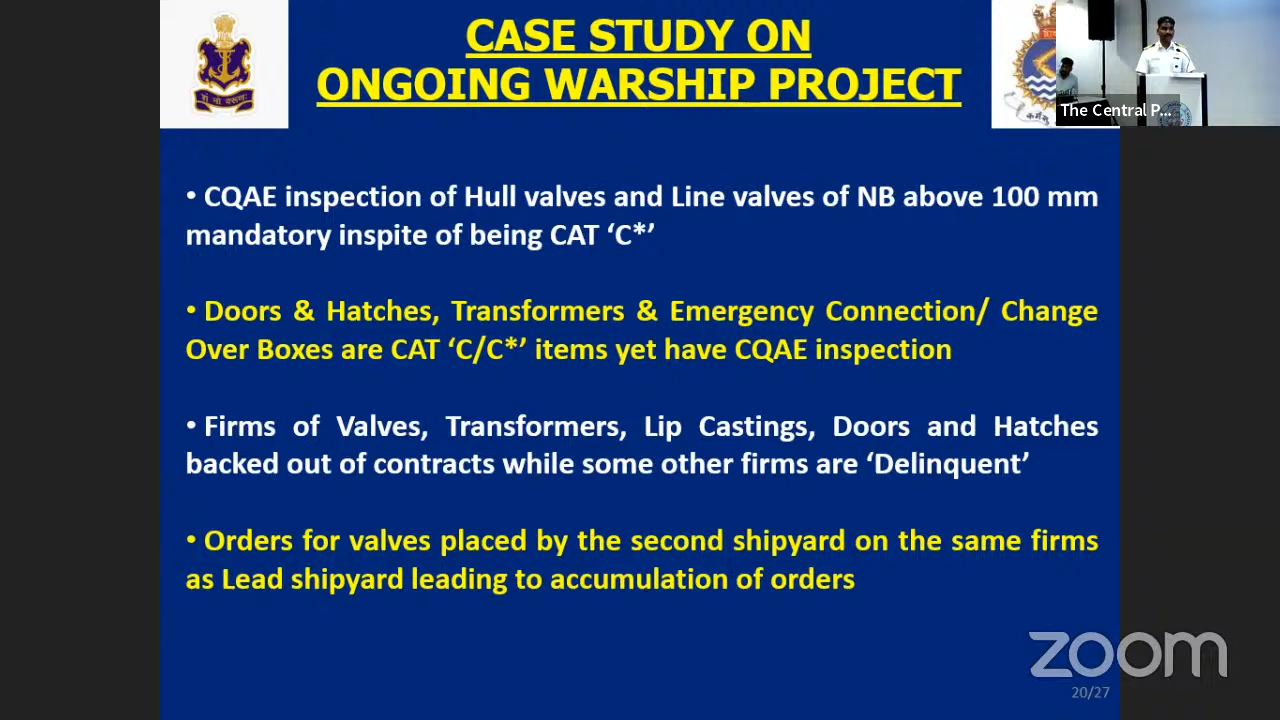 CASE STUDY ON
ONGOING WARSHIP PROJECT
The Central P...
• CQAE inspection of Hull valves and Line valves of NB above 100 mm
mandatory inspite of being CAT ‘C*’
• Doors & Hatches, Transformers & Emergency Connection/ Change
Over Boxes are CAT ‘C/C*’ items yet have CQAE inspection
• Firms of Valves, Transformers, Lip Castings, Doors and Hatches
backed out of contracts while some other firms are ‘Delinquent’
• Orders for valves placed by the second shipyard on the same firms
as Lead shipyard leading to accumulation of orders
zoom
20/27